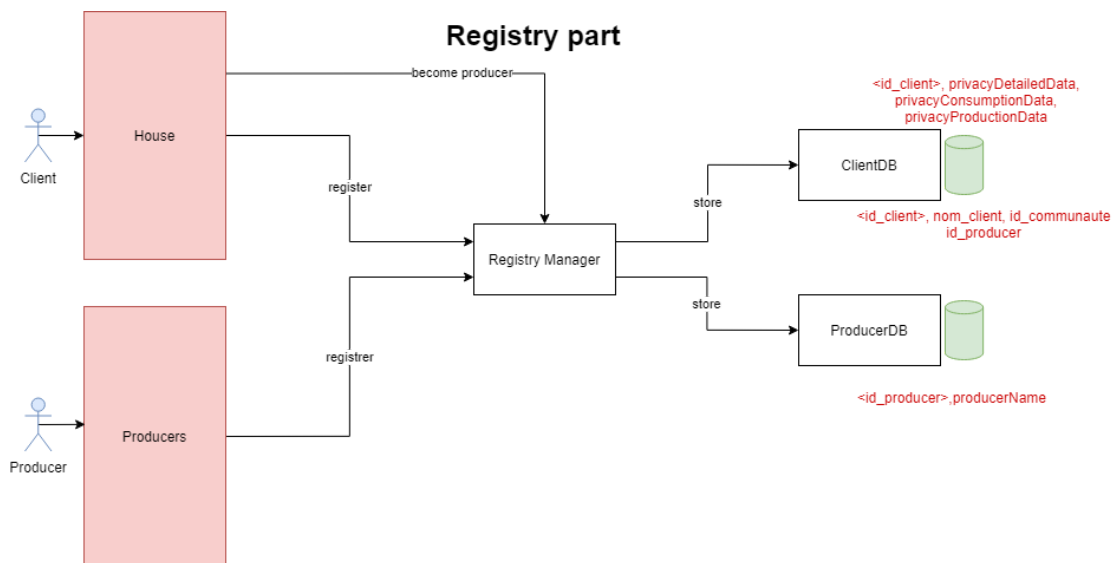 Registry part
become producer
<id_client>, privacyDetailedData,
privacyConsumptionData,
privacyProductionData
House
Client
register
ClientDB
store
<id_client>, nom_client, id_communaute
id_producer
Registry Manager
store
ProducerDB
registrer
<id_producer>,producerName
Producers
Producer